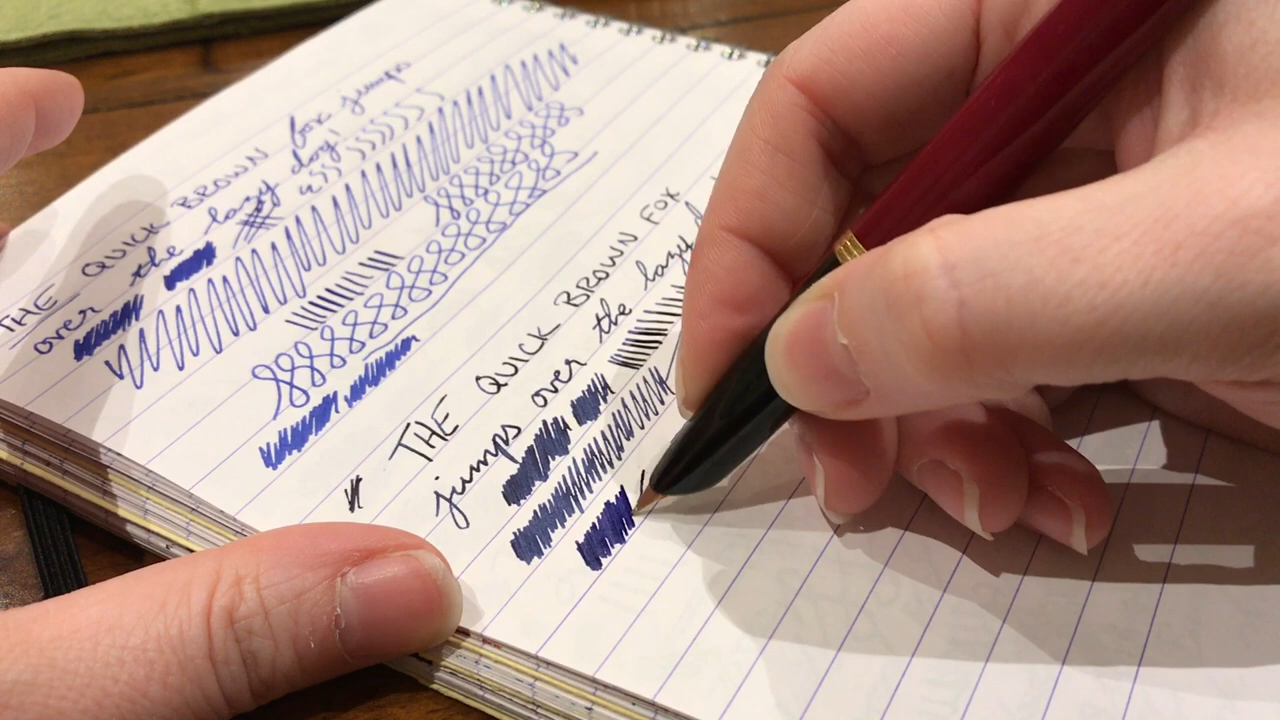 THE QUICK BROWN fox jumps
over the lazy dog!
THE QUICK BROWN FOX
jumps over the lazy